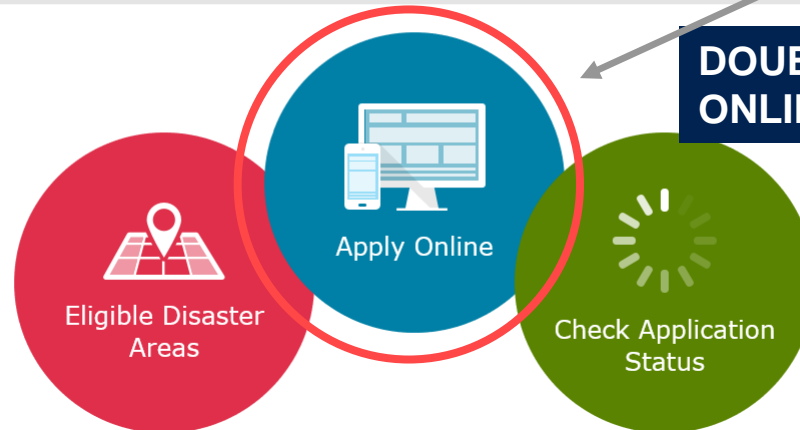 Apply Online
Eligible Disaster
Areas
Check Application
Status